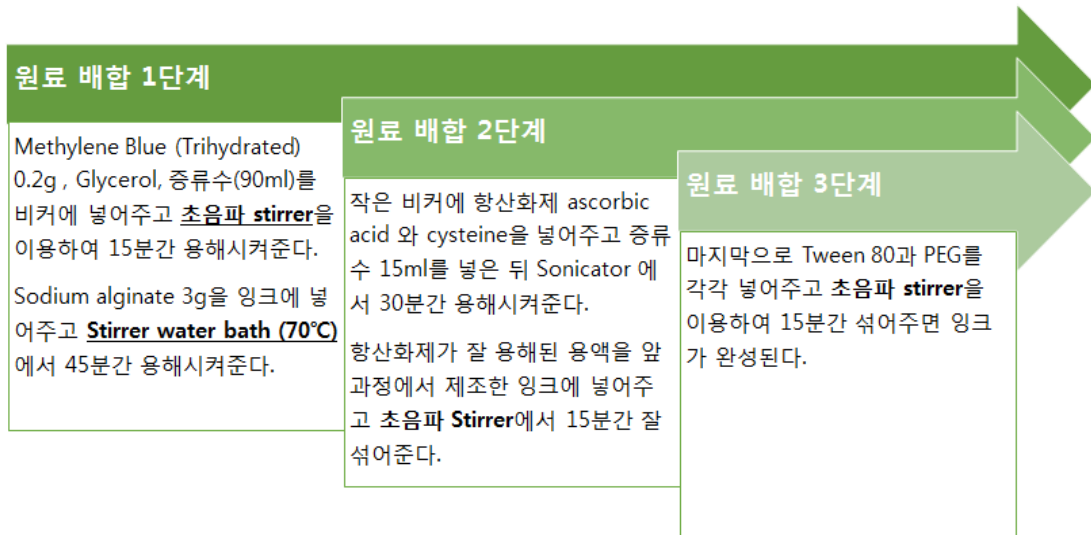 원료 배합 1단계
Methylene Blue (Trihydrated)
0.2g , Glycerol, 증류수(90ml)를
비커에 넣어주고 초음파 stirrer을
이용하여 15분간 용해시켜준다.
Sodium alginate 3g을 잉크에 넣
어주고 Stirrer water bath (70℃)
에서 45분간 용해시켜준다.
원료 배합 2단계
작은 비커에 항산화제 ascorbic
acid 와 cysteine을 넣어주고 증류
수 15ml를 넣은 뒤 Sonicator 에
서 30분간 용해시켜준다.
항산화제가 잘 용해된 용액을 앞
과정에서 제조한 잉크에 넣어주
고 초음파 Stirrer에서 15분간 잘
섞어준다.
원료 배합 3단계
마지막으로 Tween 80과 PEG를
각각 넣어주고 초음파 stirrer을
이용하여 15분간 섞어주면 잉크
가 완성된다.